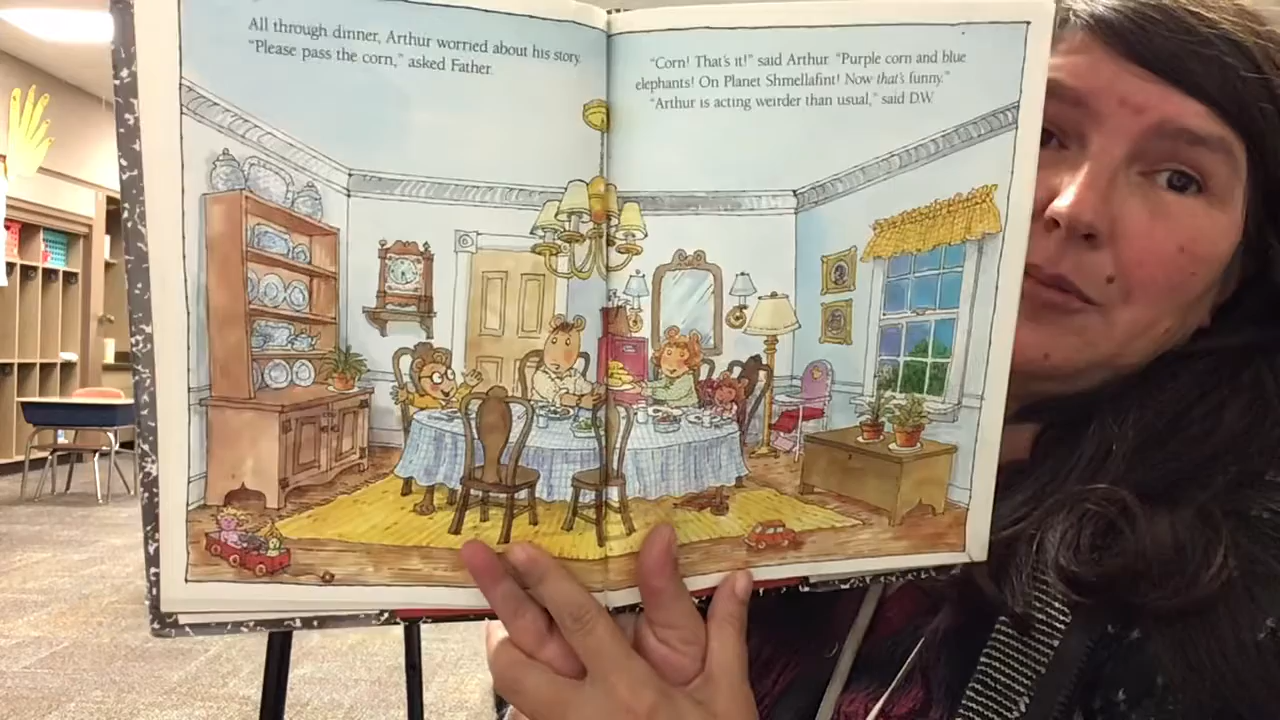 All through dinner, Arthur worried about his story.
"Please pass the corn," asked Father.
"Corn! That's it!" said Arthur. "Purple corn and blue
elephants! On Planet Shmellafint! Now that's funny."
"Arthur is acting weirder than usual," said D.W.